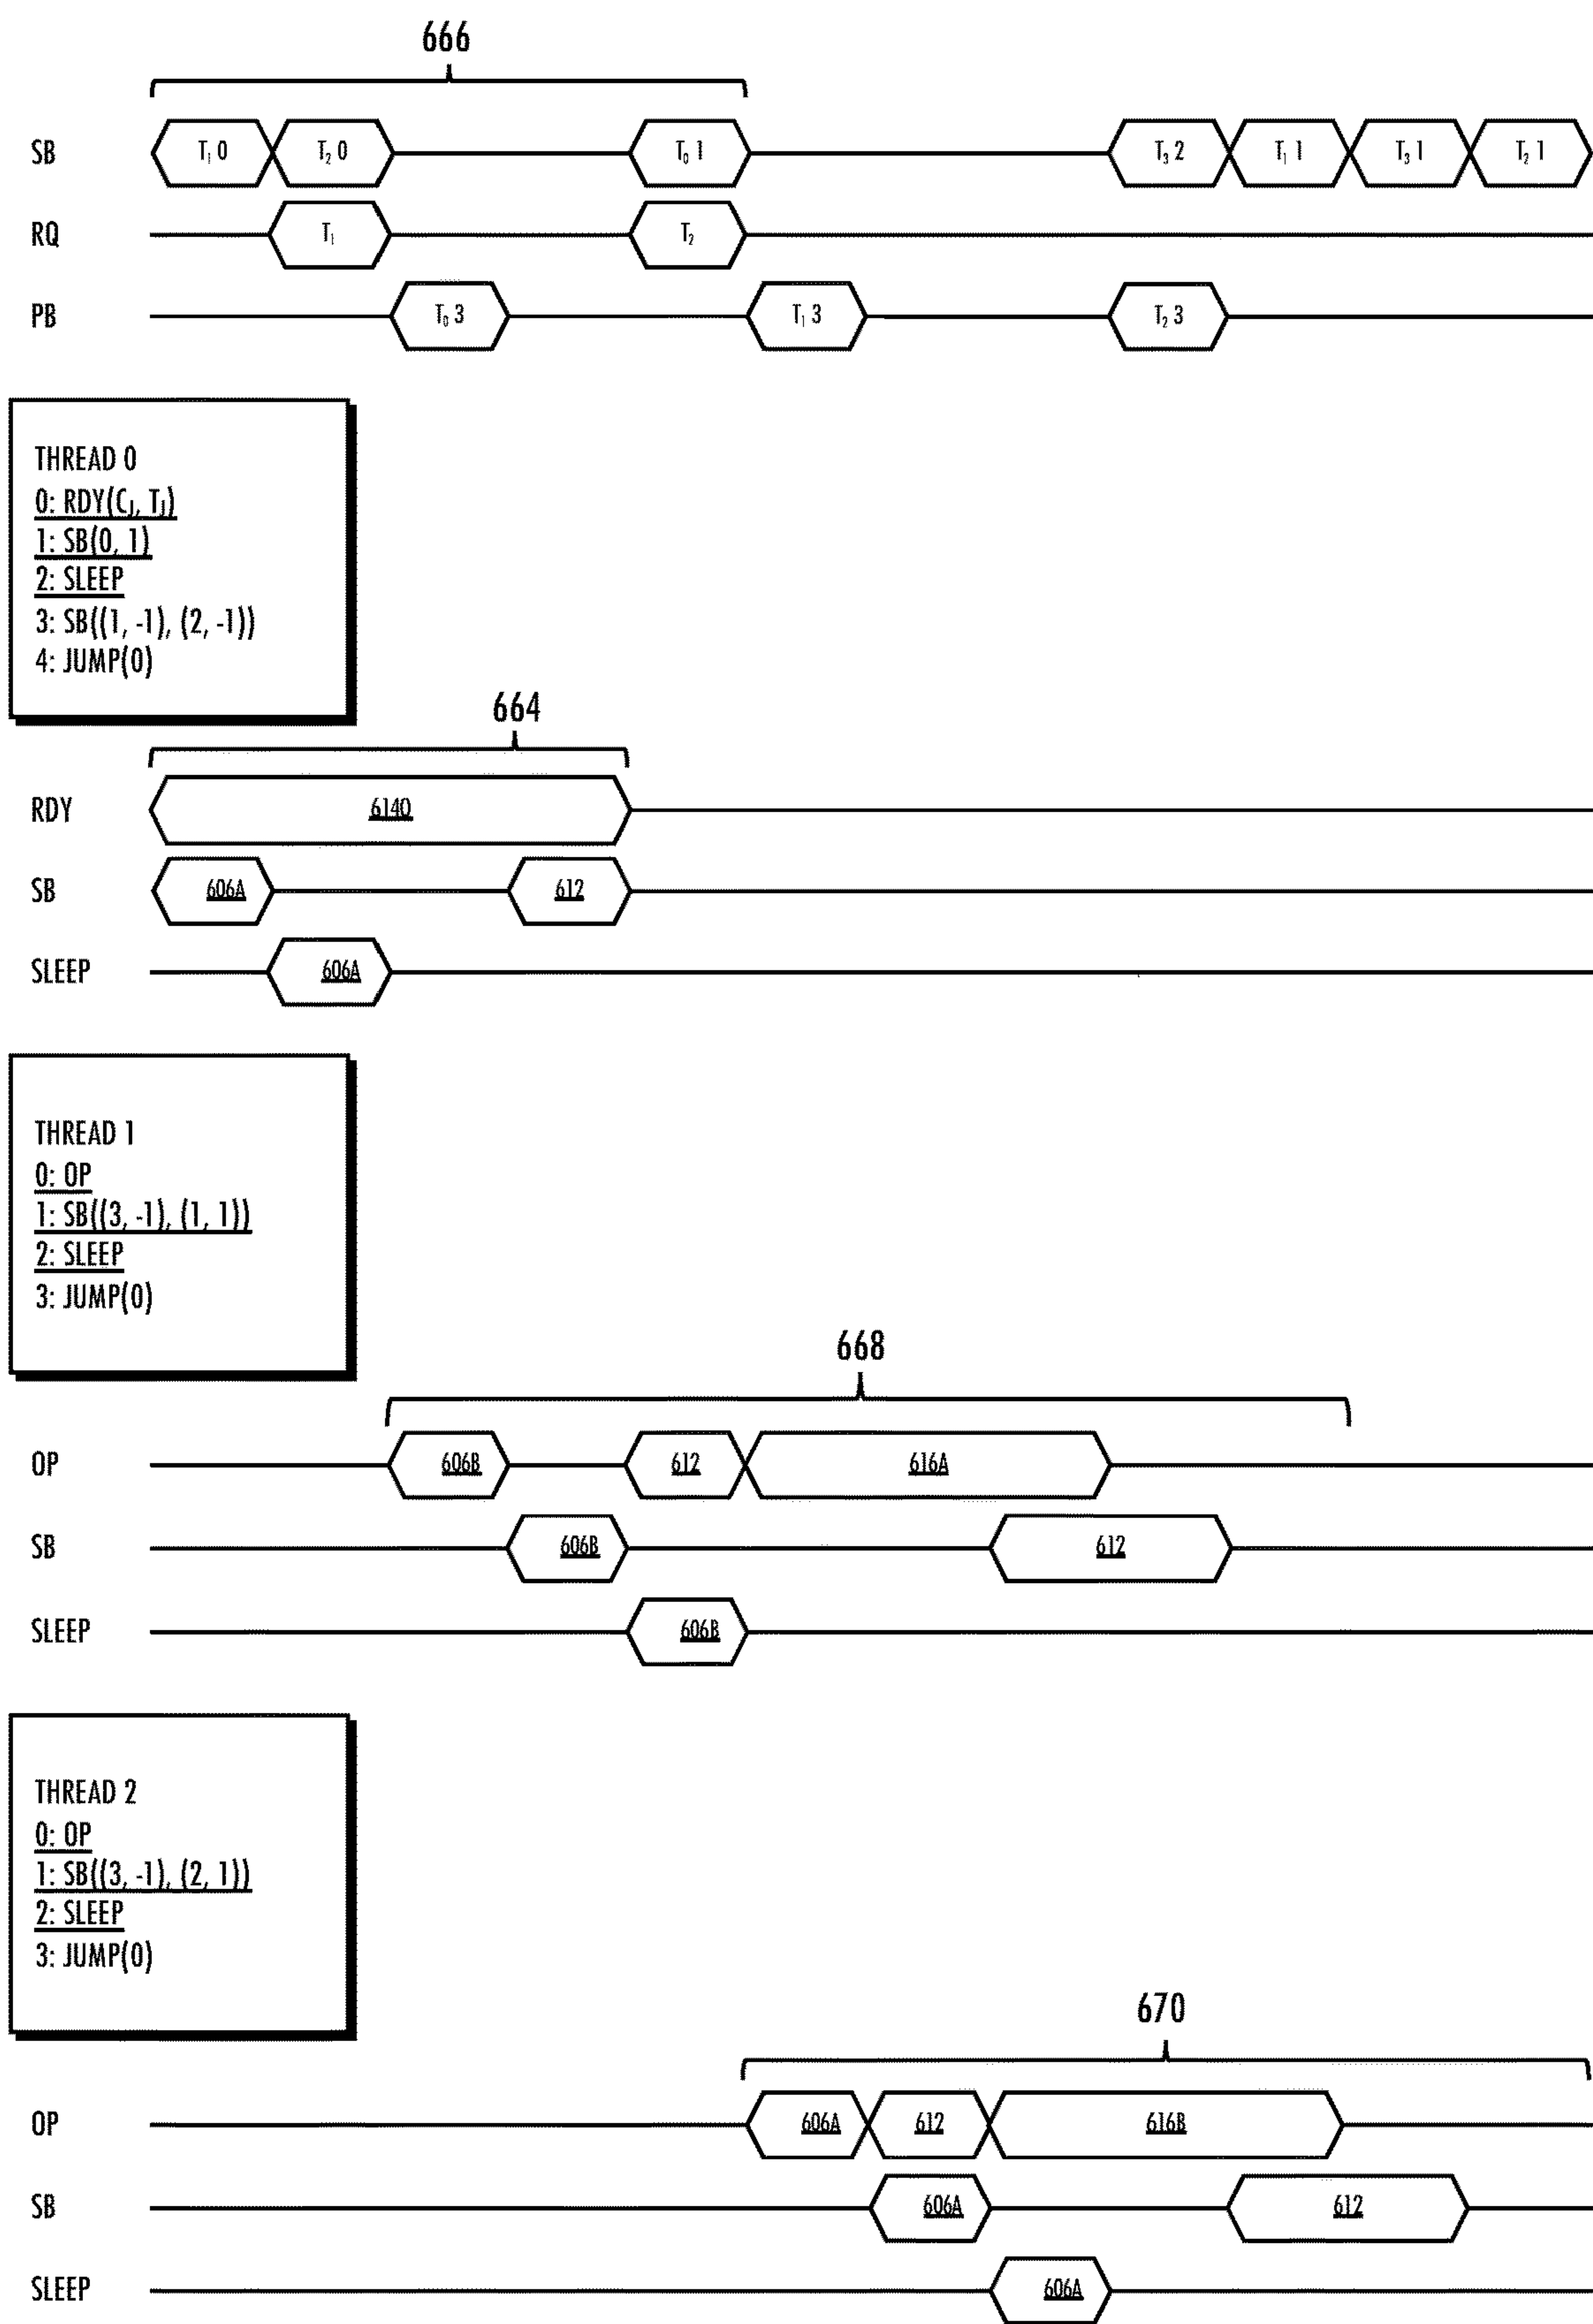 666
SB T₁ 0 T₂ 0 T₀ 1 T₃ 2 T₁ 1 T₃ 1 T₂ 1
RQ T₁ T₂
PB T₀ 3 T₁ 3 T₂ 3
THREAD 0
0: RDY(CJ, TJ)
1: SB(0, 1)
2: SLEEP
3: SB((1, -1), (2, -1))
4: JUMP(0)
664
RDY 6140
SB 606A 612
SLEEP 606A
THREAD 1
0: OP
1: SB((3, -1), (1, 1))
2: SLEEP
3: JUMP(0)
668
OP 606B 612 616A
SB 606B 612
SLEEP 606B
THREAD 2
0: OP
1: SB((3, -1), (2, 1))
2: SLEEP
3: JUMP(0)
670
OP 606A 612 616B
SB 606A 612
SLEEP 606A